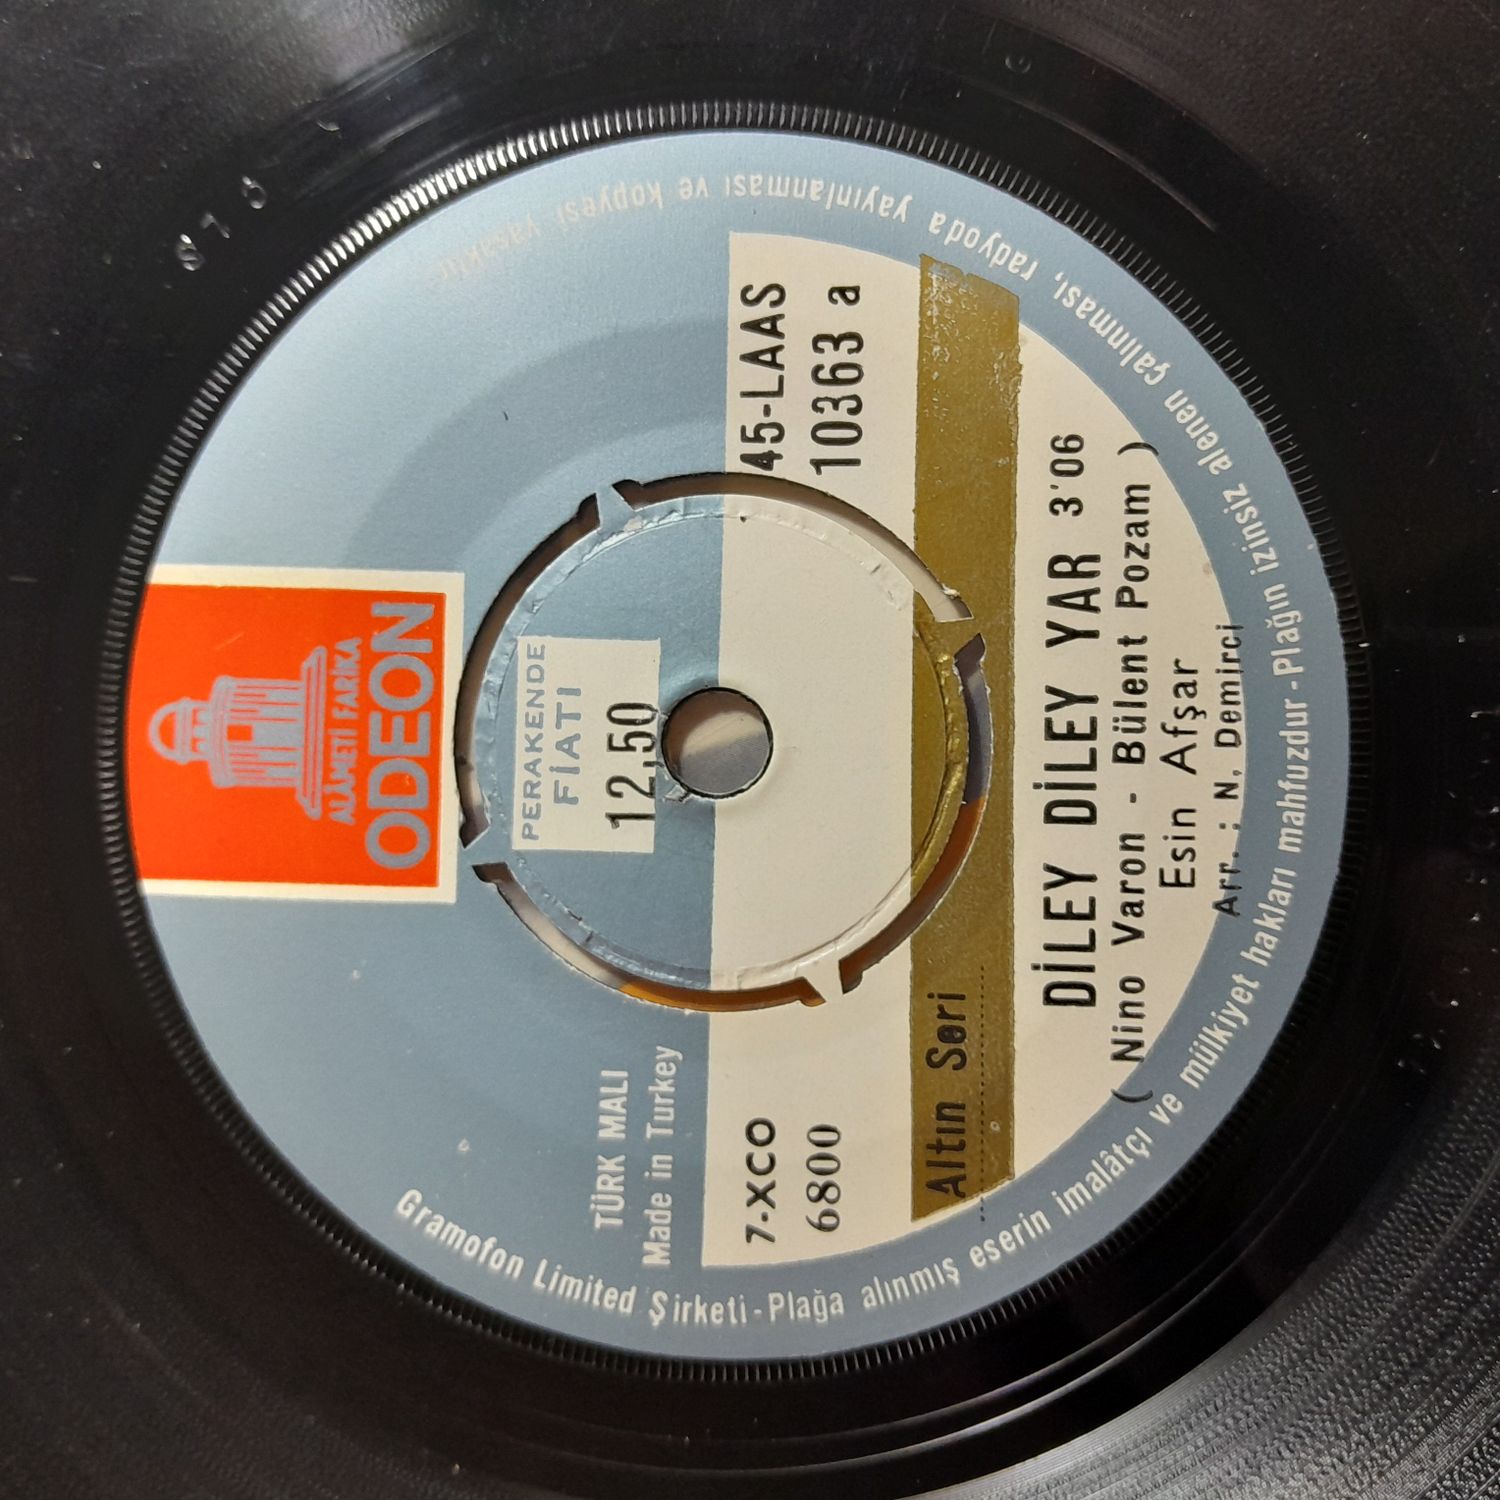 ALÂMETİ FARİKA
ODEON
PERAKENDE
FİATI
12,50
TÜRK MALI
Made in Turkey
45-LAAS
10363 a
7-XCO
6800
Altın Seri
DİLEY DİLEY YAR 3'06
( Nino Varon - Bülent Pozam )
Esin Afşar
Arr. : N. Demirci
Gramofon Limited Şirketi - Plağa alınmış eserin imalâtçı ve mülkiyet hakları mahfuzdur - Plağın izinsiz alenen çalınması, radyoda yayınlanması ve kopyesi yasaktır.